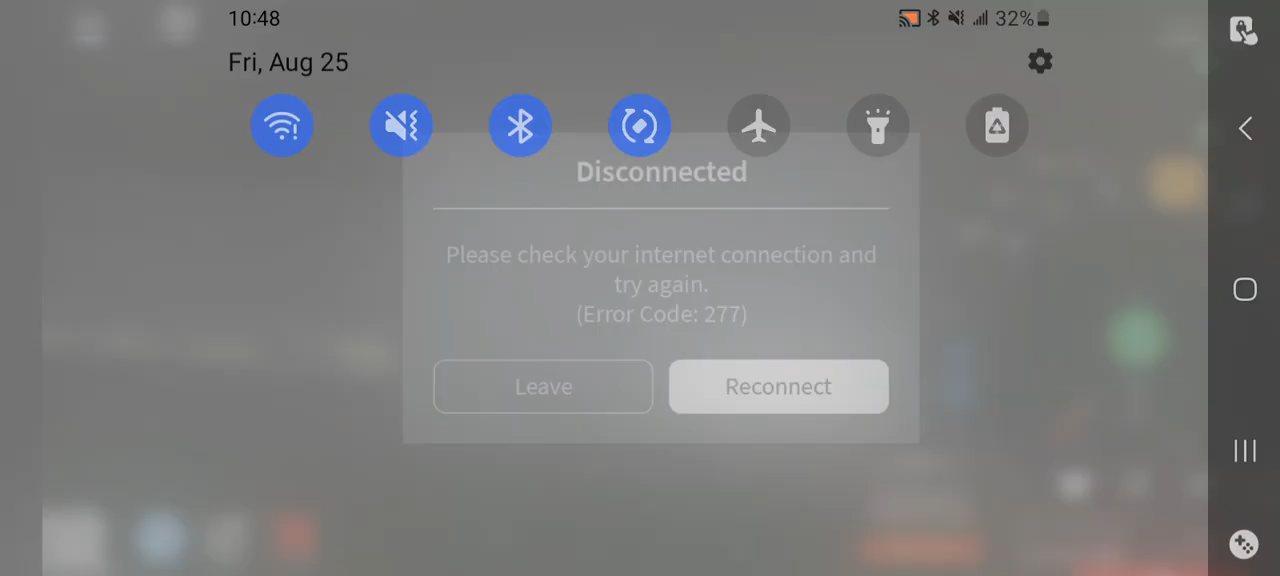 10:48
32%
Fri, Aug 25
Disconnected
Please check your internet connection and
try again.
(Error Code: 277)
Leave
Reconnect